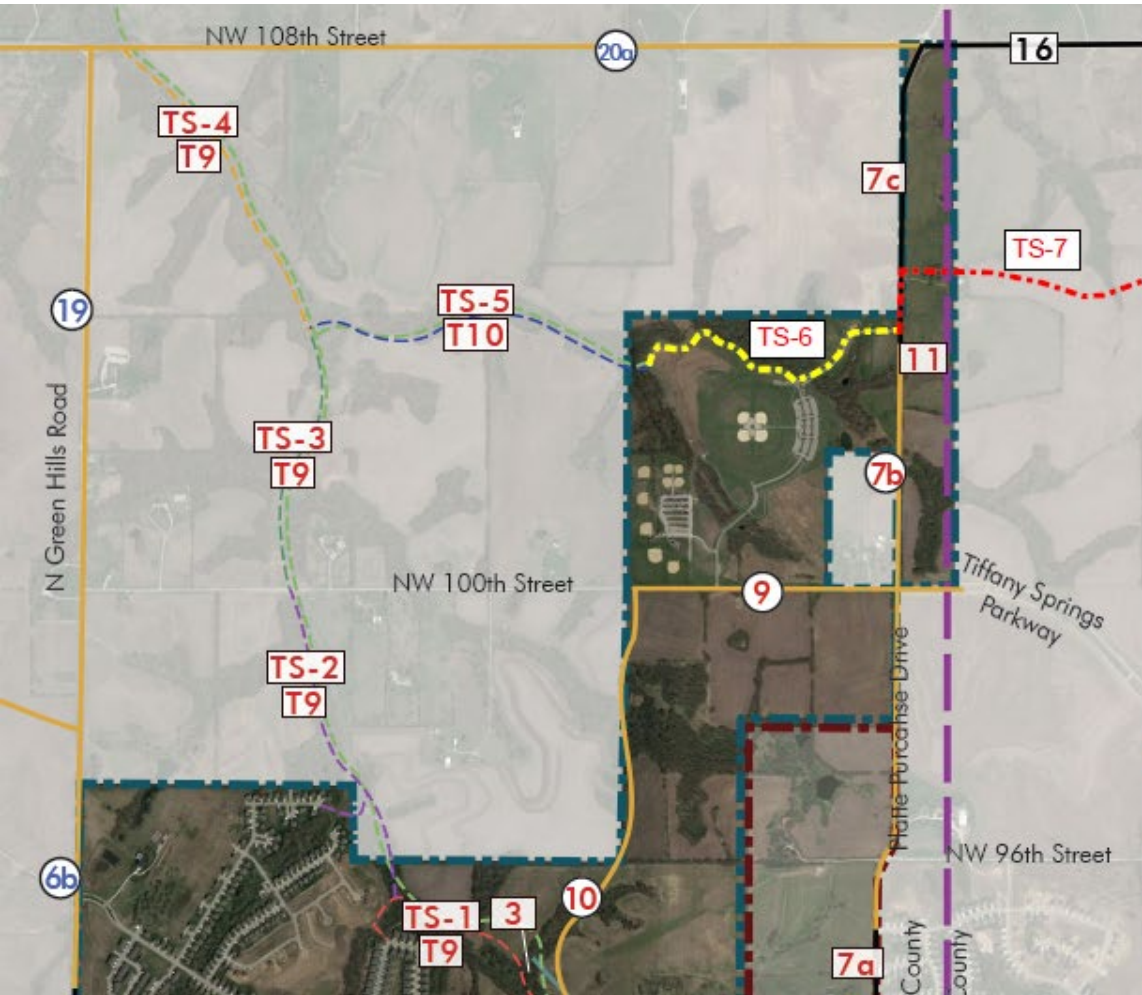 NW 108th Street
20a
16
TS-4
T9
7c
TS-7
19
TS-5
T10
TS-6
11
N Green Hills Road
TS-3
T9
7b
NW 100th Street
9
Tiffany Springs
Parkway
TS-2
T9
Platte Purcahse Drive
NW 96th Street
6b
10
TS-1
3
T9
7a
County
ounty